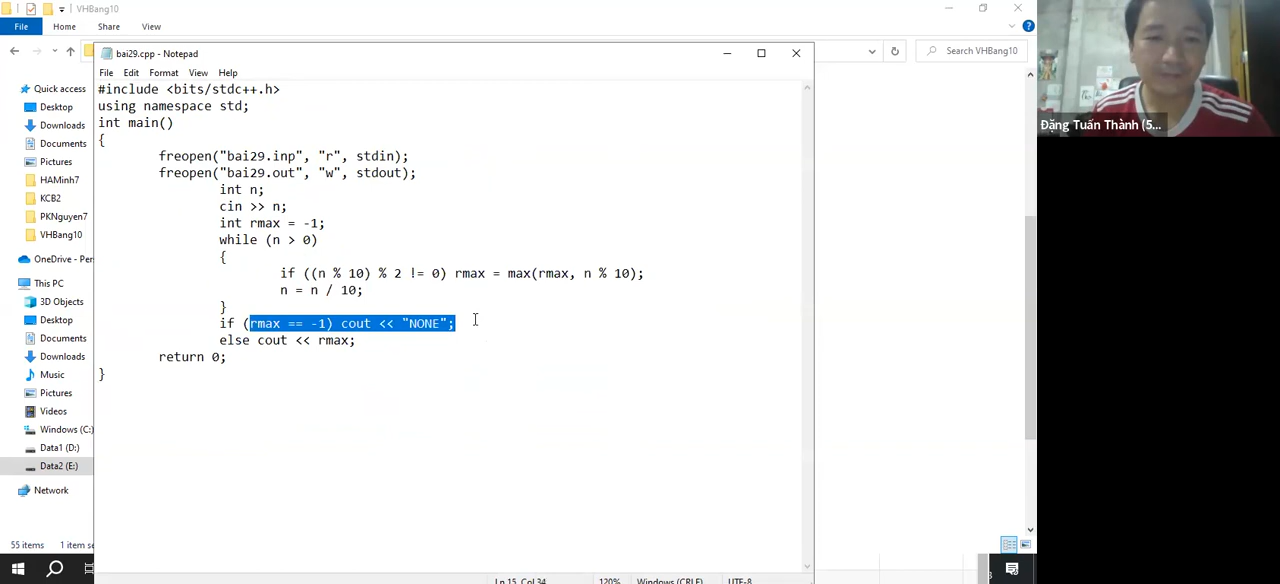 VHBang10
File
Home
Share
View
Search VHBang10
bai29.cpp - Notepad
File Edit Format View Help
#include <bits/stdc++.h>
using namespace std;
int main()
{
freopen("bai29.inp", "r", stdin);
freopen("bai29.out", "w", stdout);
int n;
cin >> n;
int rmax = -1;
while (n > 0)
{
if ((n % 10) % 2 != 0) rmax = max(rmax, n % 10);
n = n / 10;
}
if (rmax == -1) cout << "NONE";
else cout << rmax;
return 0;
}
Ln 15, Col 34
120%
Windows (CRLF)
UTF-8
Quick access
Desktop
Downloads
Documents
Pictures
HAMinh7
KCB2
PKNguyen7
VHBang10
OneDrive - Pers
This PC
3D Objects
Desktop
Documents
Downloads
Music
Pictures
Videos
Windows (C:)
Data1 (D:)
Data2 (E:)
Network
55 items
1 item se
Đặng Tuấn Thành (5...